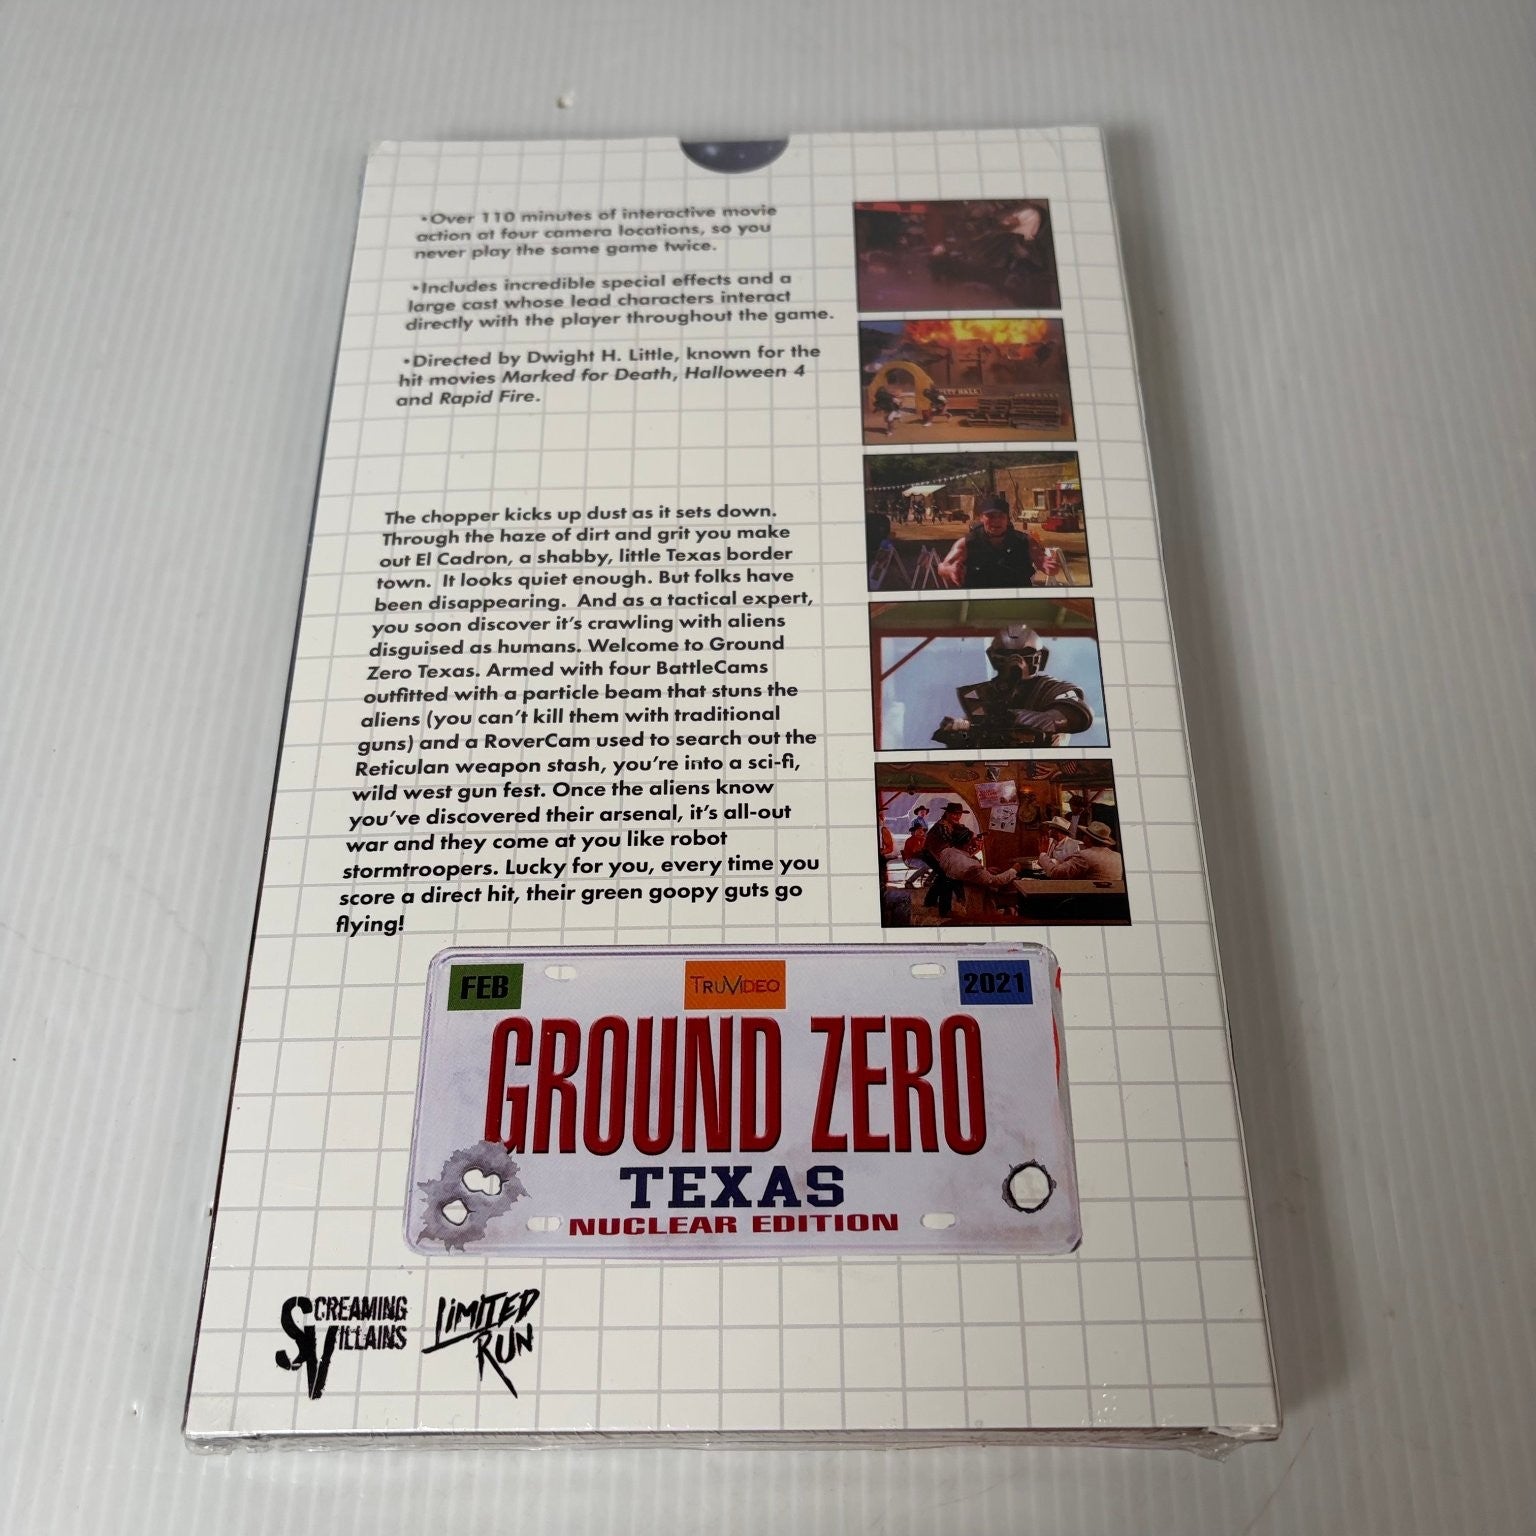 •Over 110 minutes of interactive movie
action at four camera locations, so you
never play the same game twice.
•Includes incredible special effects and a
large cast whose lead characters interact
directly with the player throughout the game.
•Directed by Dwight H. Little, known for the
hit movies Marked for Death, Halloween 4
and Rapid Fire.
The chopper kicks up dust as it sets down.
Through the haze of dirt and grit you make
out El Cadron, a shabby, little Texas border
town. It looks quiet enough. But folks have
been disappearing. And as a tactical expert,
you soon discover it's crawling with aliens
disguised as humans. Welcome to Ground
Zero Texas. Armed with four BattleCams
outfitted with a particle beam that stuns the
aliens (you can't kill them with traditional
guns) and a RoverCam used to search out the
Reticulan weapon stash, you're into a sci-fi,
wild west gun fest. Once the aliens know
you've discovered their arsenal, it's all-out
war and they come at you like robot
stormtroopers. Lucky for you, every time you
score a direct hit, their green goopy guts go
flying!
FEB TRUVIDEO 2021
GROUND ZERO
TEXAS
NUCLEAR EDITION
SCREAMING VILLAINS
LIMITED RUN